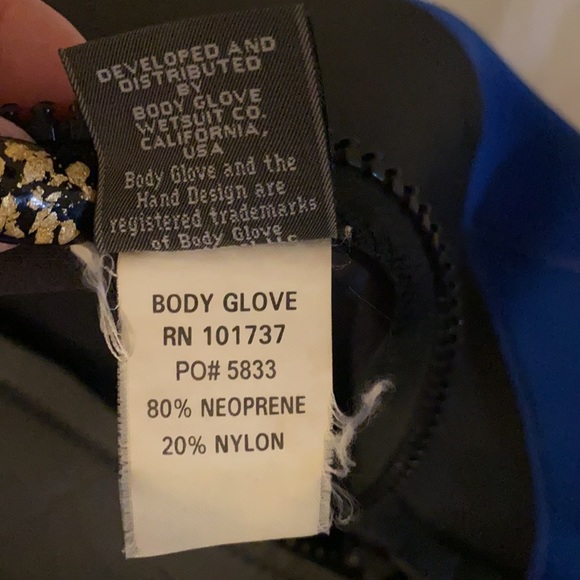 DEVELOPED AND
DISTRIBUTED
BY
BODY GLOVE
WETSUIT CO.
CALIFORNIA,
USA
Body Glove and the
Hand Design are
registered trademarks
of Body Glove
BODY GLOVE
RN 101737
PO# 5833
80% NEOPRENE
20% NYLON